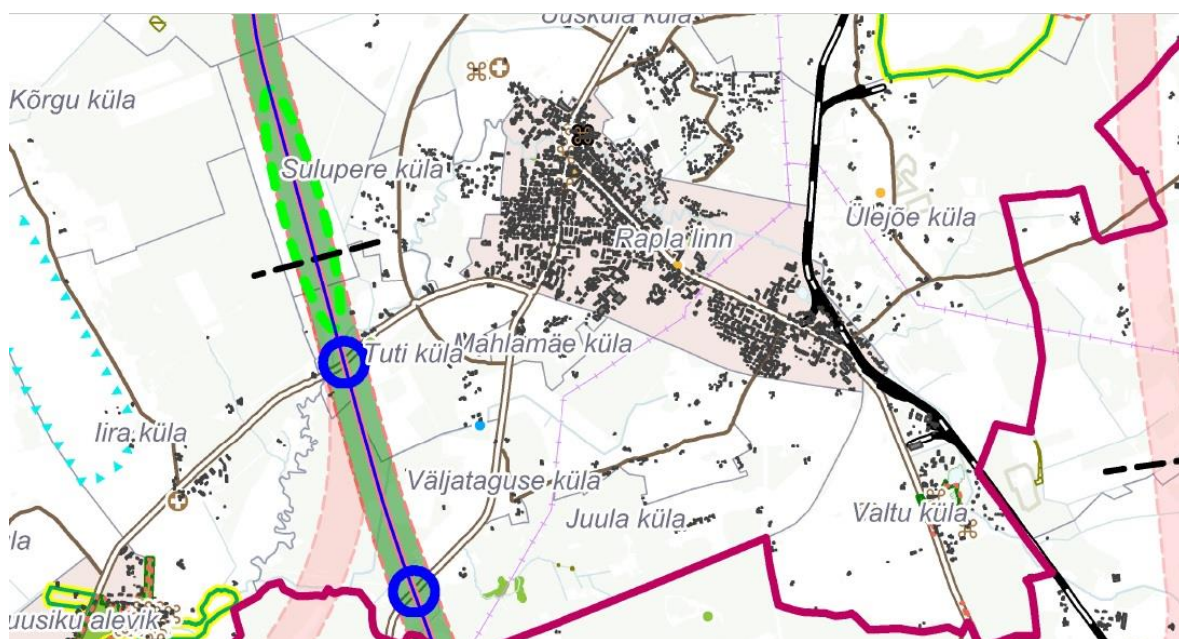 Uusküla küla
Kõrgu küla
Sulupere küla
Rapla linn
Ülejõe küla
Tuti küla
Mahlamäe küla
Iira küla
Väljataguse küla
Juula küla
Valtu küla
la
uusiku alevik